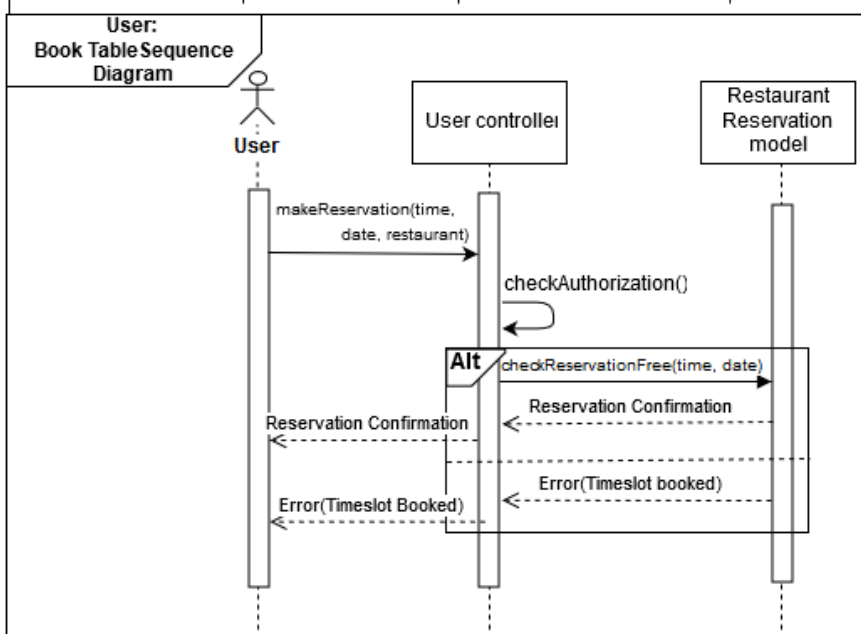 User:
Book Table Sequence
Diagram
User
User controller
Restaurant
Reservation
model
makeReservation(time,
date, restaurant)
checkAuthorization()
Alt
checkReservationFree(time, date)
Reservation Confirmation
Reservation Confirmation
Error(Timeslot booked)
Error(Timeslot Booked)